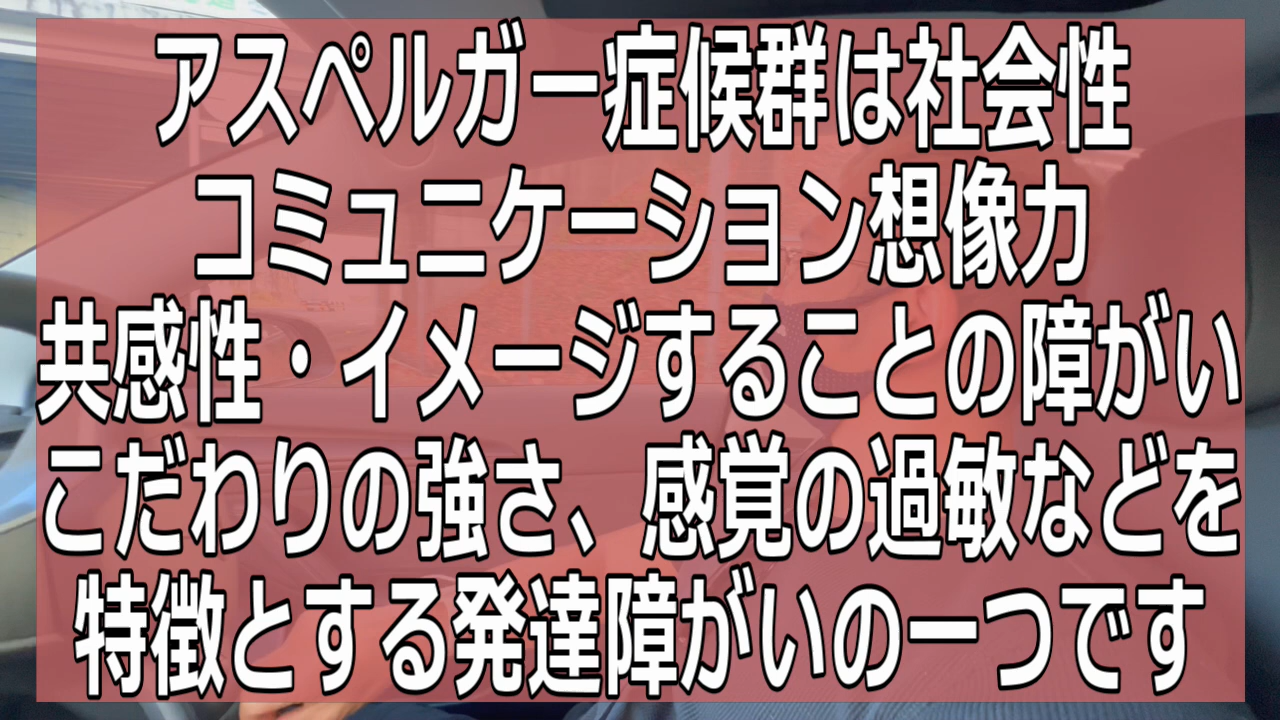 アスペルガー症候群は社会性
コミュニケーション想像力
共感性・イメージすることの障がい
こだわりの強さ、感覚の過敏などを
特徴とする発達障がいの一つです